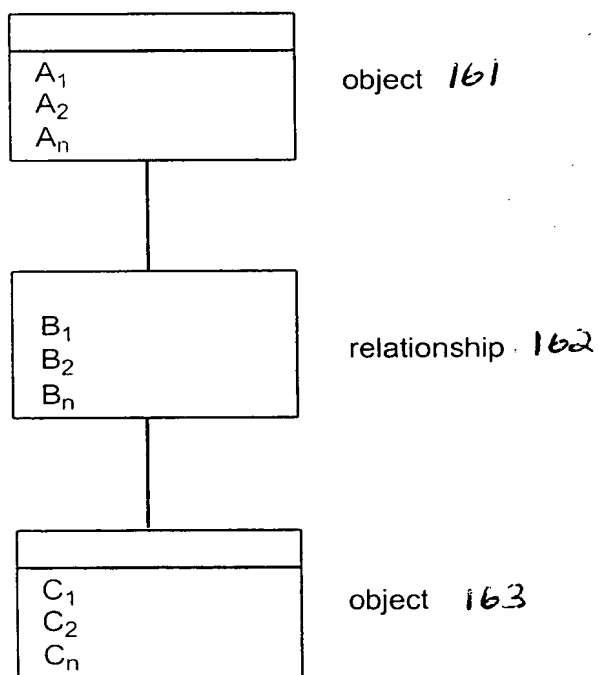 A₁
A₂
Aₙ
object 161
B₁
B₂
Bₙ
relationship 162
C₁
C₂
Cₙ
object 163